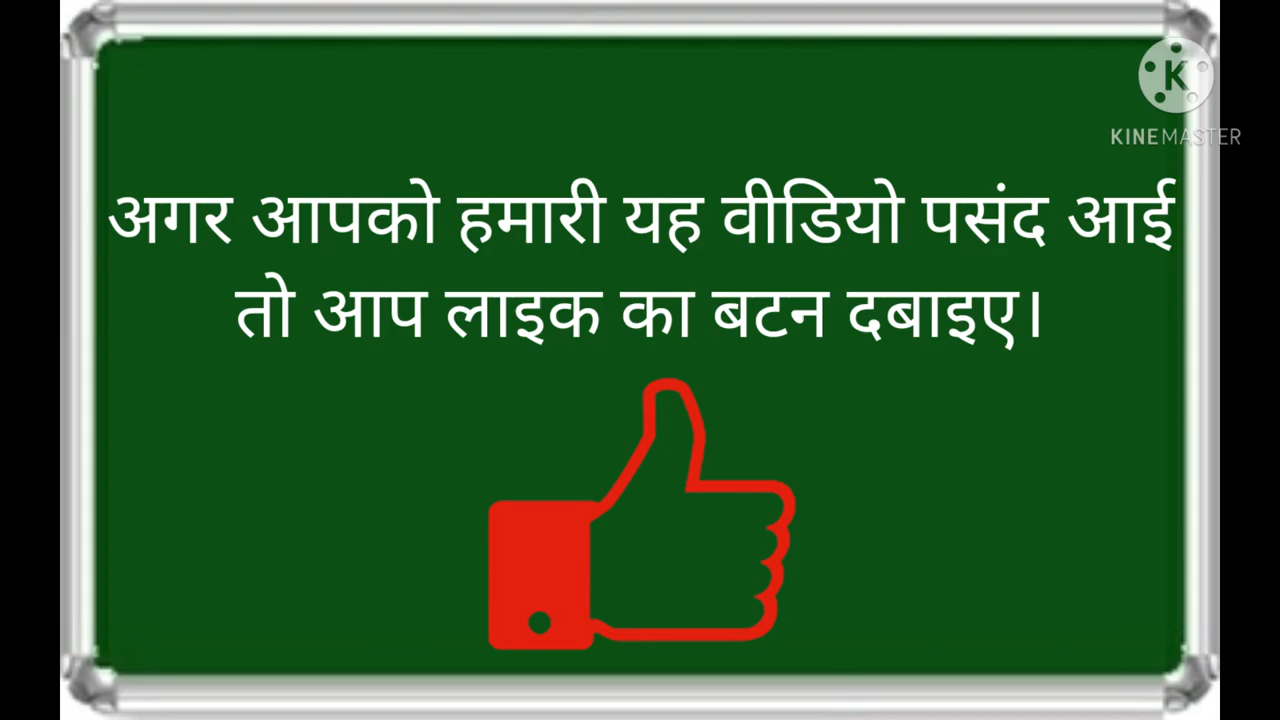 K
KINEMASTER
अगर आपको हमारी यह वीडियो पसंद आई
तो आप लाइक का बटन दबाइए।